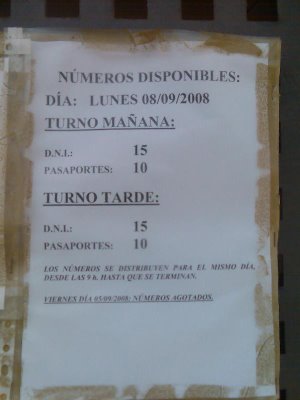 NÚMEROS DISPONIBLES:
DÍA: LUNES 08/09/2008
TURNO MAÑANA:
D.N.I.: 15
PASAPORTES: 10
TURNO TARDE:
D.N.I.: 15
PASAPORTES: 10
LOS NÚMEROS SE DISTRIBUYEN PARA EL MISMO DÍA,
DESDE LAS 9 h. HASTA QUE SE TERMINAN.
VIERNES DÍA 05/09/2008: NÚMEROS AGOTADOS.